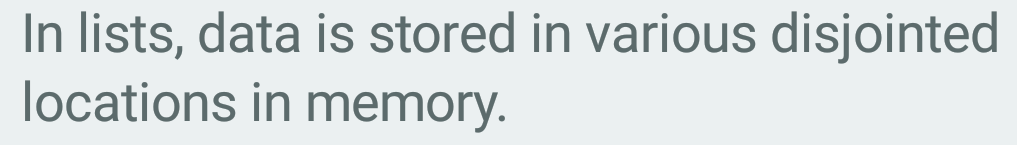 In lists, data is stored in various disjointed
locations in memory.